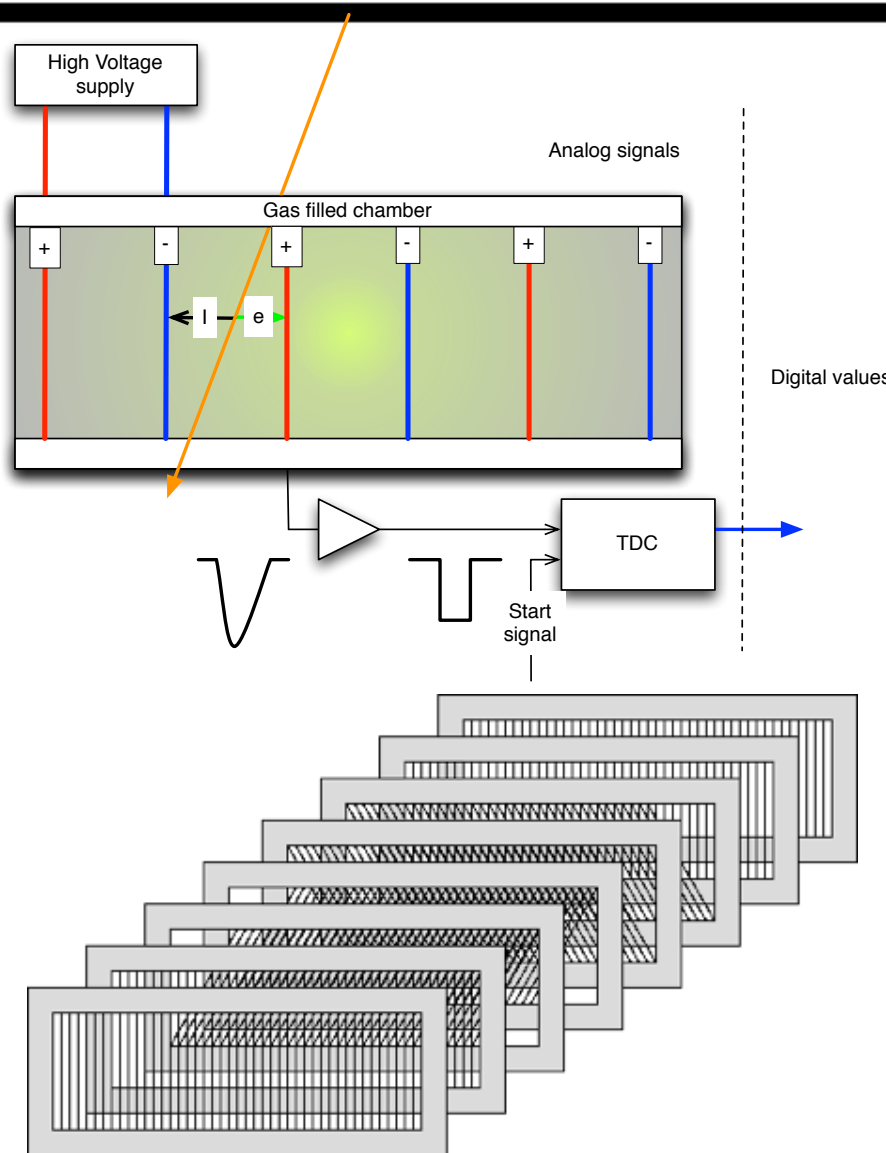 High Voltage
supply
Analog signals
Gas filled chamber
+
-
+
-
+
-
I
e
Digital values
TDC
Start
signal